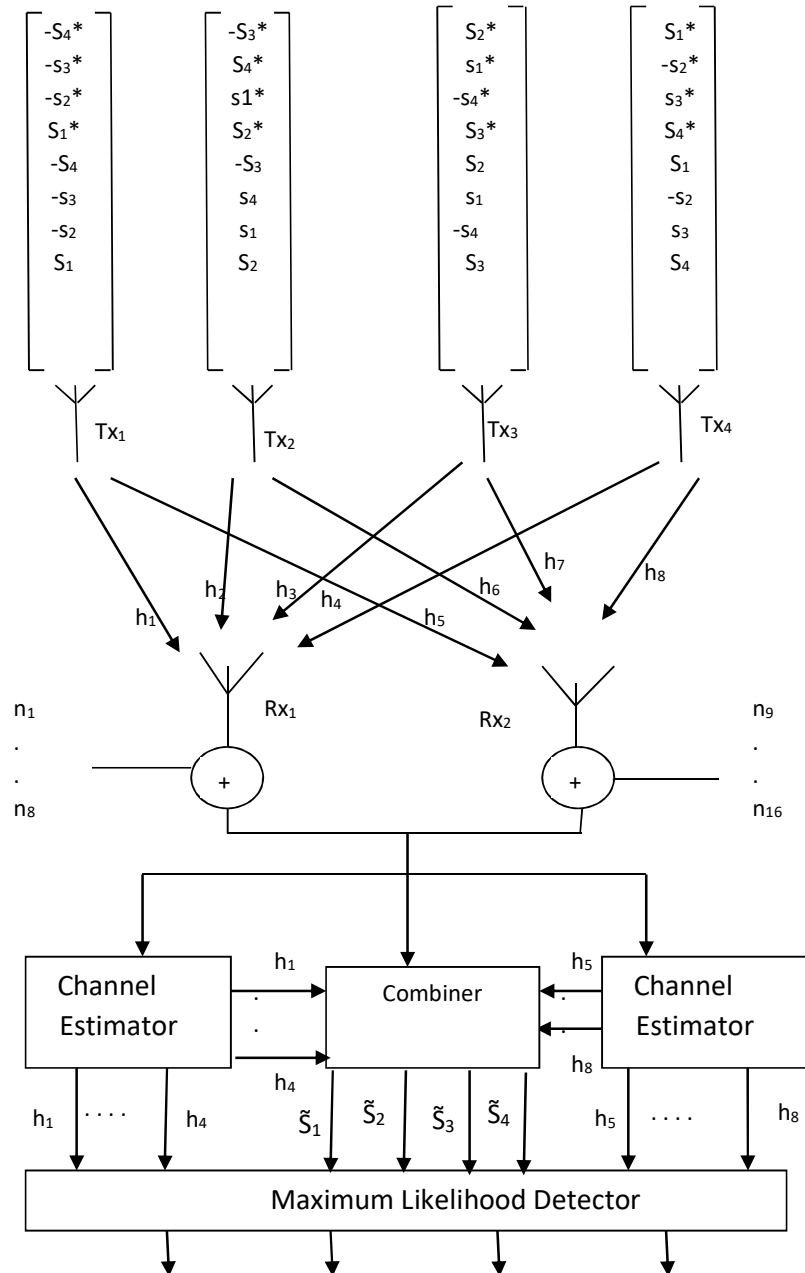 -S₄* -S₃* S₂* S₁*
-s₃* S₄* s₁* -s₂*
-s₂* s1* -s₄* s₃*
S₁* S₂* S₃* S₄*
-S₄ -S₃ S₂ S₁
-s₃ s₄ s₁ -s₂
-s₂ s₁ -s₄ s₃
S₁ S₂ S₃ S₄
Tx₁ Tx₂ Tx₃ Tx₄
h₁ h₂ h₃ h₄ h₅ h₆ h₇ h₈
n₁ Rx₁ Rx₂ n₉
. .
. + + .
n₈ n₁₆
h₁ h₅
Channel Combiner Channel
. .
Estimator . . Estimator
h₄ h₈
h₁ . . . . h₄ S̃₁ S̃₂ S̃₃ S̃₄ h₅ . . . . h₈
Maximum Likelihood Detector